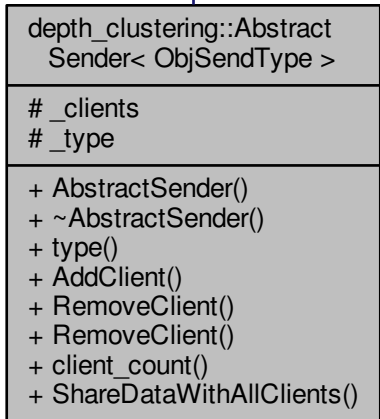 depth_clustering::Abstract
Sender< ObjSendType >
# _clients
# _type
+ AbstractSender()
+ ~AbstractSender()
+ type()
+ AddClient()
+ RemoveClient()
+ RemoveClient()
+ client_count()
+ ShareDataWithAllClients()